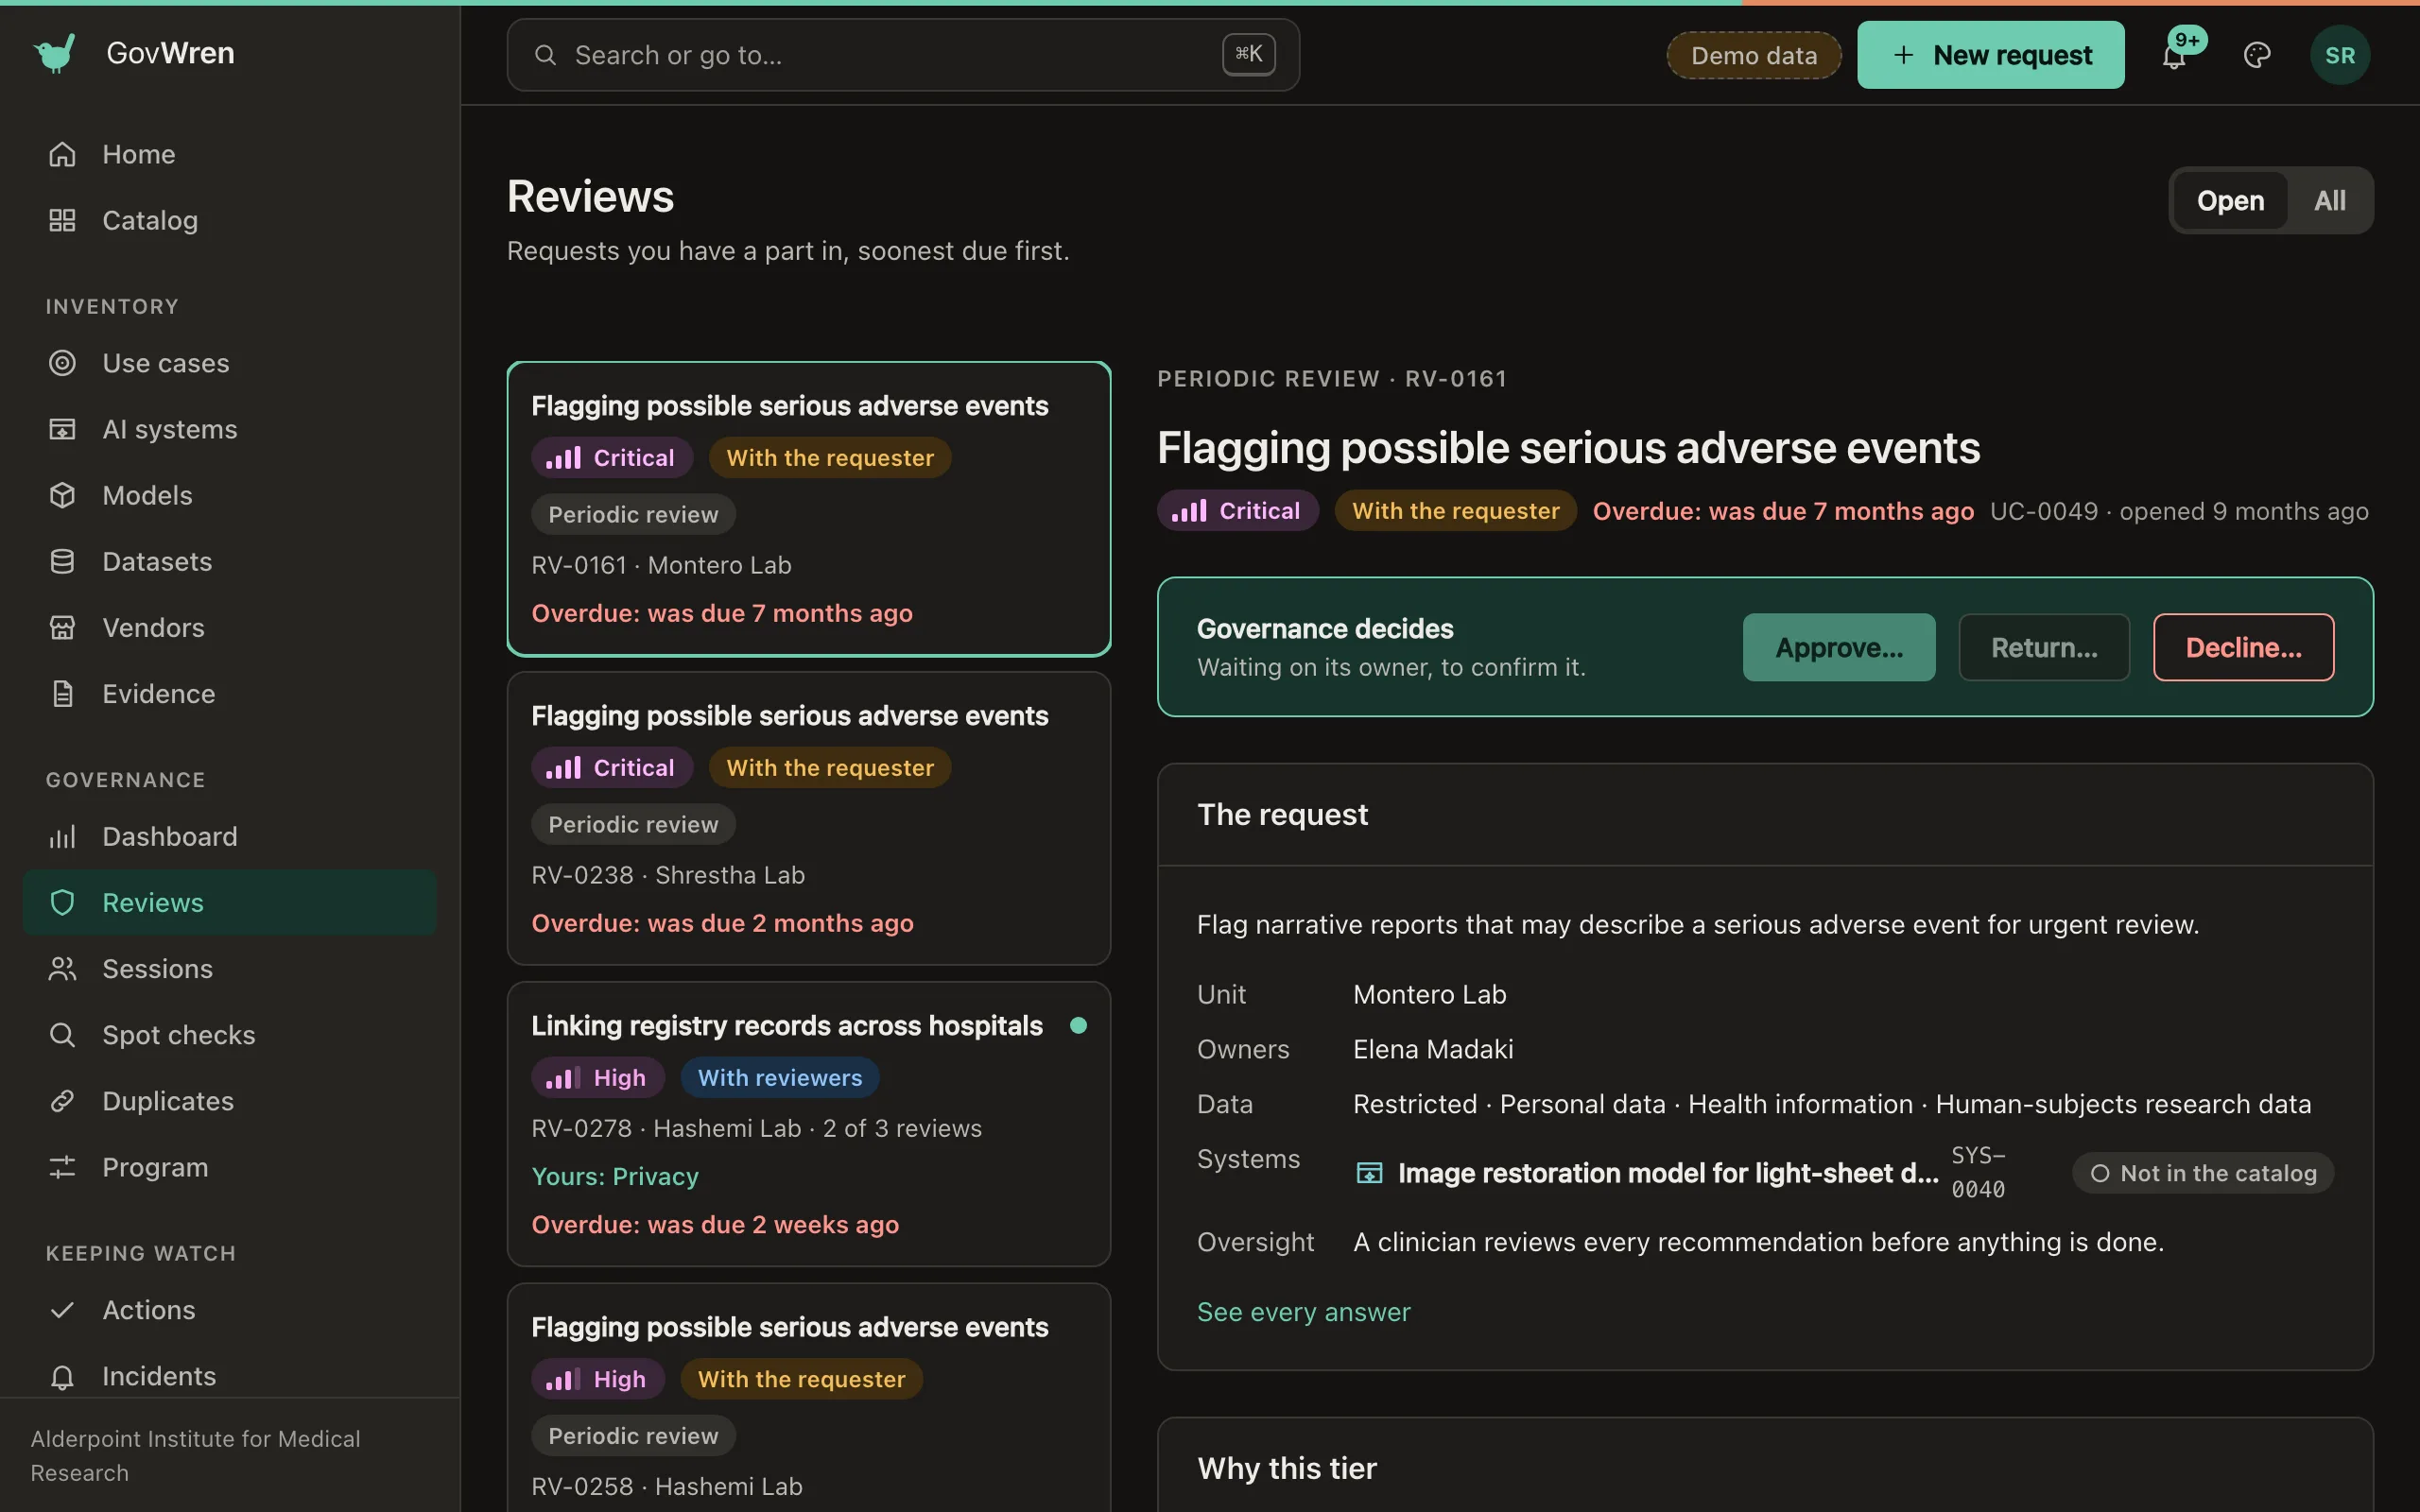 GovWren
Search or go to...
⌘K
Demo data
+ New request
9+
SR
Home
Catalog
INVENTORY
Use cases
AI systems
Models
Datasets
Vendors
Evidence
GOVERNANCE
Dashboard
Reviews
Sessions
Spot checks
Duplicates
Program
KEEPING WATCH
Actions
Incidents
Alderpoint Institute for Medical
Research
Reviews
Requests you have a part in, soonest due first.
Open
All
Flagging possible serious adverse events
Critical
With the requester
Periodic review
RV-0161 · Montero Lab
Overdue: was due 7 months ago
Flagging possible serious adverse events
Critical
With the requester
Periodic review
RV-0238 · Shrestha Lab
Overdue: was due 2 months ago
Linking registry records across hospitals
High
With reviewers
RV-0278 · Hashemi Lab · 2 of 3 reviews
Yours: Privacy
Overdue: was due 2 weeks ago
Flagging possible serious adverse events
High
With the requester
Periodic review
RV-0258 · Hashemi Lab
PERIODIC REVIEW · RV-0161
Flagging possible serious adverse events
Critical
With the requester
Overdue: was due 7 months ago
UC-0049 · opened 9 months ago
Governance decides
Waiting on its owner, to confirm it.
Approve...
Return...
Decline...
The request
Flag narrative reports that may describe a serious adverse event for urgent review.
Unit
Montero Lab
Owners
Elena Madaki
Data
Restricted · Personal data · Health information · Human-subjects research data
Systems
Image restoration model for light-sheet d...
SYS-
0040
Not in the catalog
Oversight
A clinician reviews every recommendation before anything is done.
See every answer
Why this tier